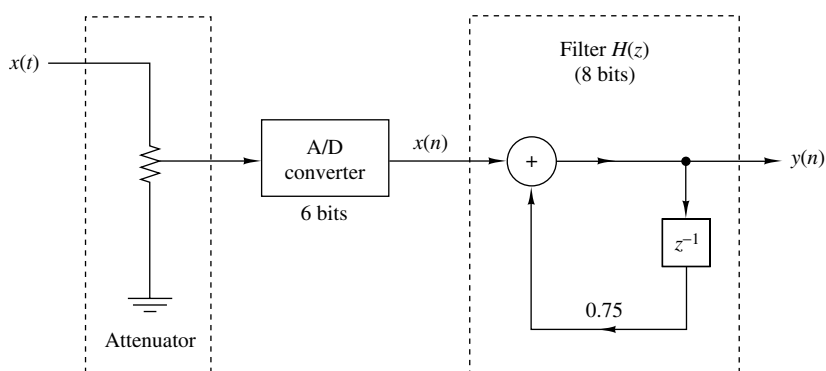 Filter H(z)
(8 bits)
x(t)
A/D
converter
6 bits
x(n)
+
y(n)
z⁻¹
0.75
Attenuator